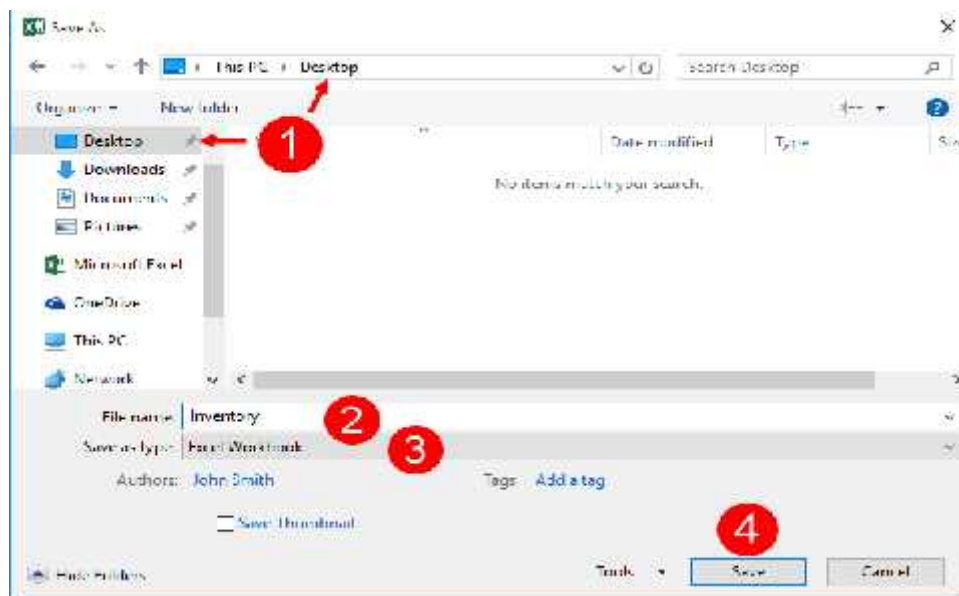 Save As
This PC › Desktop
Search Desktop
Organize
New folder
1
Desktop
Date modified
Type
Downloads
No items match your search.
Documents
Pictures
Microsoft Excel
OneDrive
This PC
Network
File name: Inventory
2
Save as type: Excel Workbook
3
Authors: John Smith
Tags: Add a tag
Save Thumbnail
4
Hide Folders
Tools
Save
Cancel